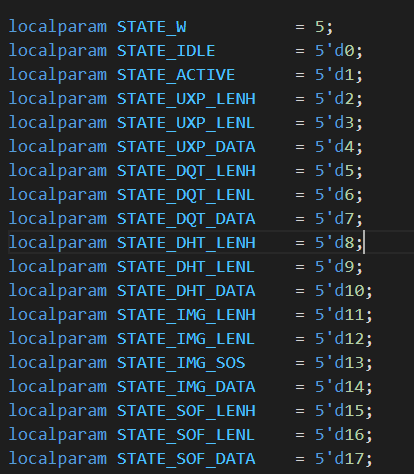 localparam STATE_W           = 5;
localparam STATE_IDLE        = 5'd0;
localparam STATE_ACTIVE      = 5'd1;
localparam STATE_UXP_LENH    = 5'd2;
localparam STATE_UXP_LENL    = 5'd3;
localparam STATE_UXP_DATA    = 5'd4;
localparam STATE_DQT_LENH    = 5'd5;
localparam STATE_DQT_LENL    = 5'd6;
localparam STATE_DQT_DATA    = 5'd7;
localparam STATE_DHT_LENH    = 5'd8;
localparam STATE_DHT_LENL    = 5'd9;
localparam STATE_DHT_DATA    = 5'd10;
localparam STATE_IMG_LENH    = 5'd11;
localparam STATE_IMG_LENL    = 5'd12;
localparam STATE_IMG_SOS     = 5'd13;
localparam STATE_IMG_DATA    = 5'd14;
localparam STATE_SOF_LENH    = 5'd15;
localparam STATE_SOF_LENL    = 5'd16;
localparam STATE_SOF_DATA    = 5'd17;